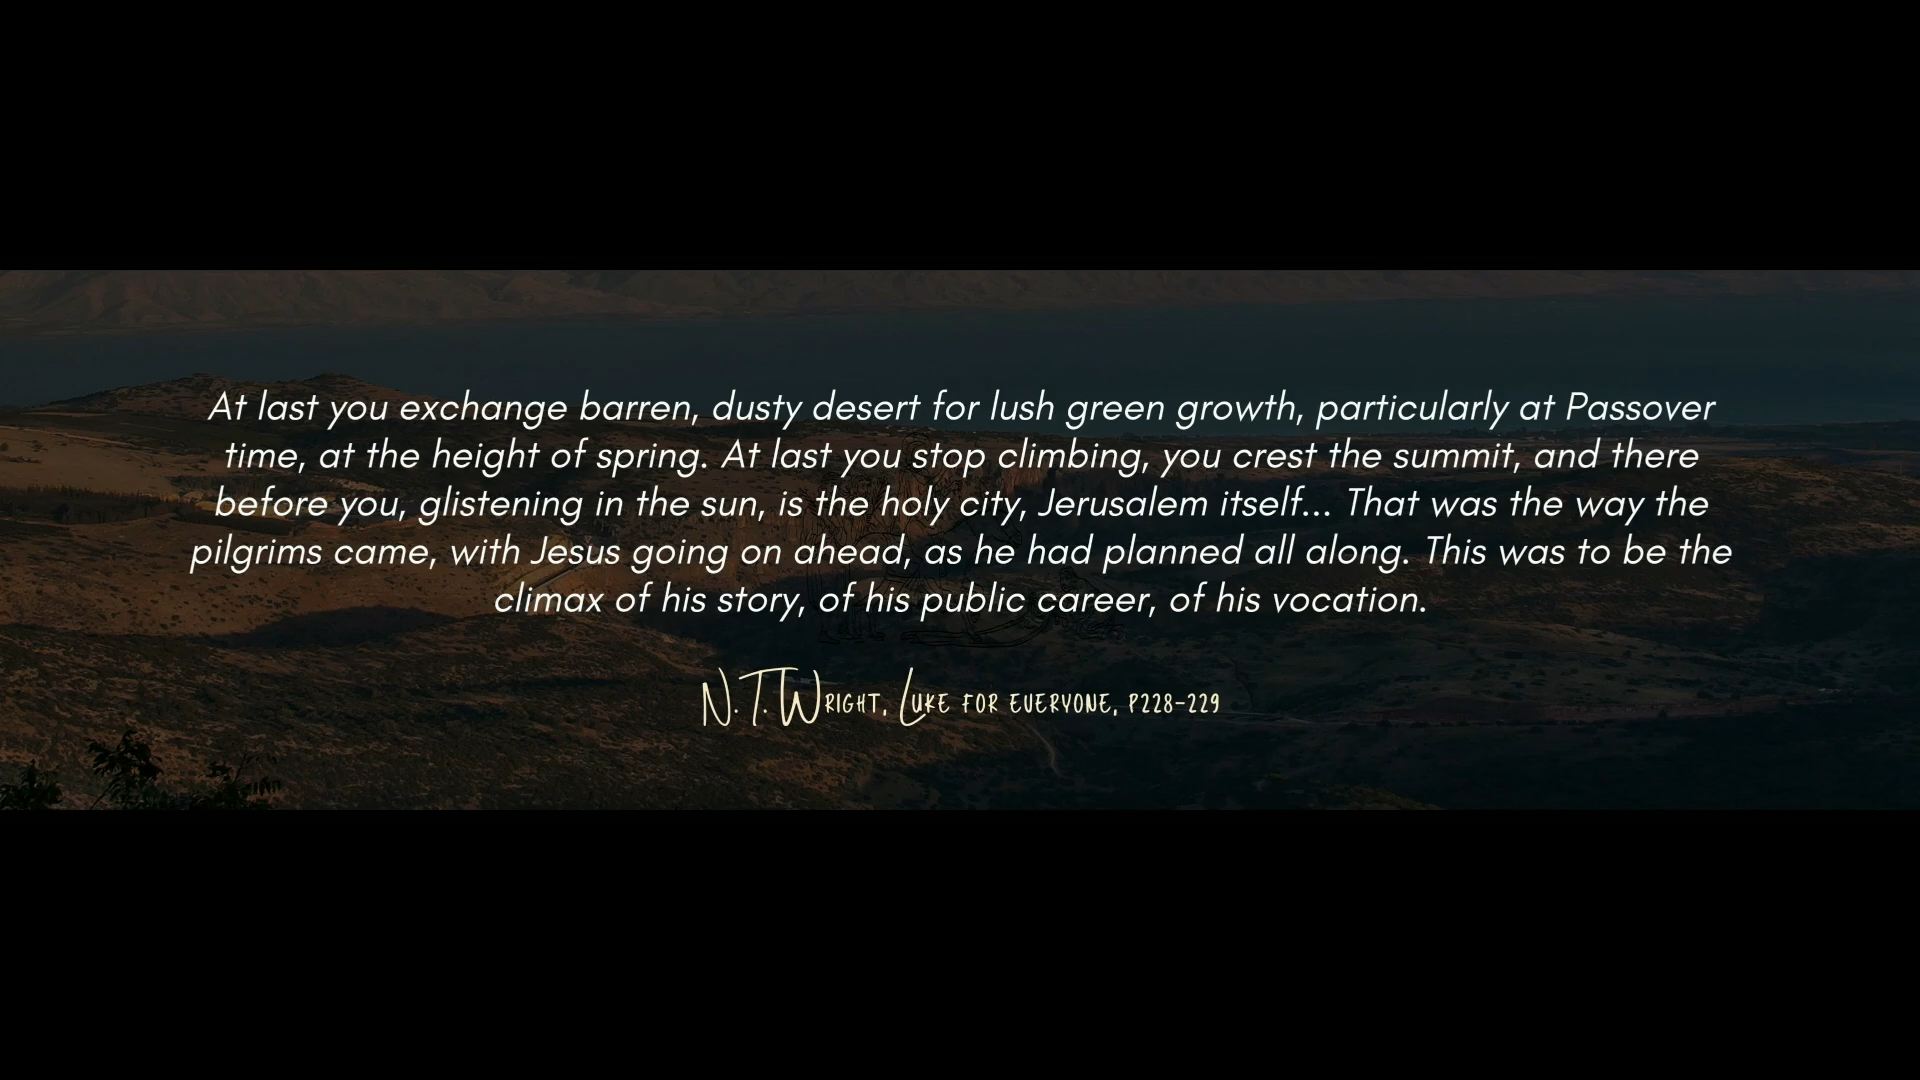 At last you exchange barren, dusty desert for lush green growth, particularly at Passover
time, at the height of spring. At last you stop climbing, you crest the summit, and there
before you, glistening in the sun, is the holy city, Jerusalem itself... That was the way the
pilgrims came, with Jesus going on ahead, as he had planned all along. This was to be the
climax of his story, of his public career, of his vocation.
N. T. Wright, Luke for everyone, p228-229